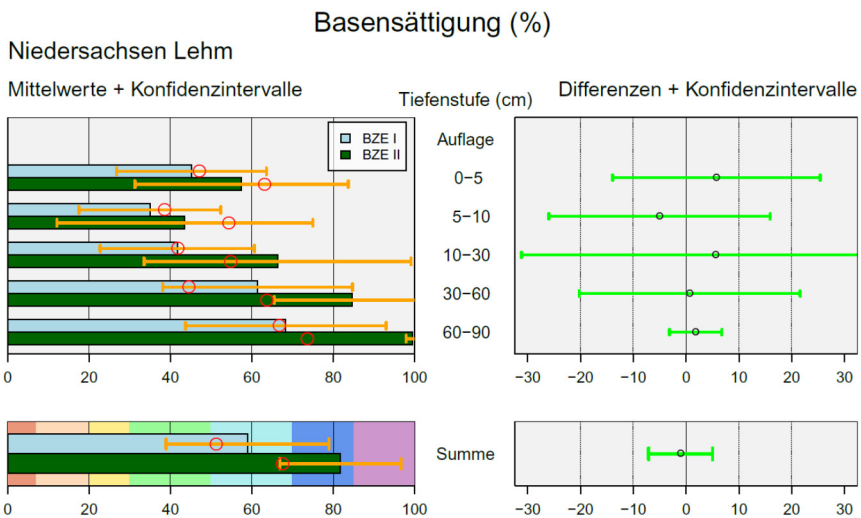 Basensättigung (%)
Niedersachsen Lehm
Mittelwerte + Konfidenzintervalle
Tiefenstufe (cm)
Differenzen + Konfidenzintervalle
BZE I
BZE II
Auflage
0−5
5−10
10−30
30−60
60−90
0 20 40 60 80 100
−30 −20 −10 0 10 20 30
Summe
0 20 40 60 80 100
−30 −20 −10 0 10 20 30